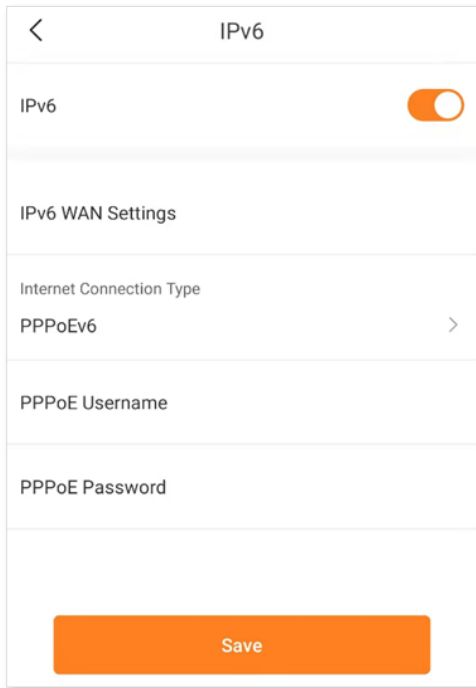 IPv6
IPv6
IPv6 WAN Settings
Internet Connection Type
PPPoEv6
PPPoE Username
PPPoE Password
Save